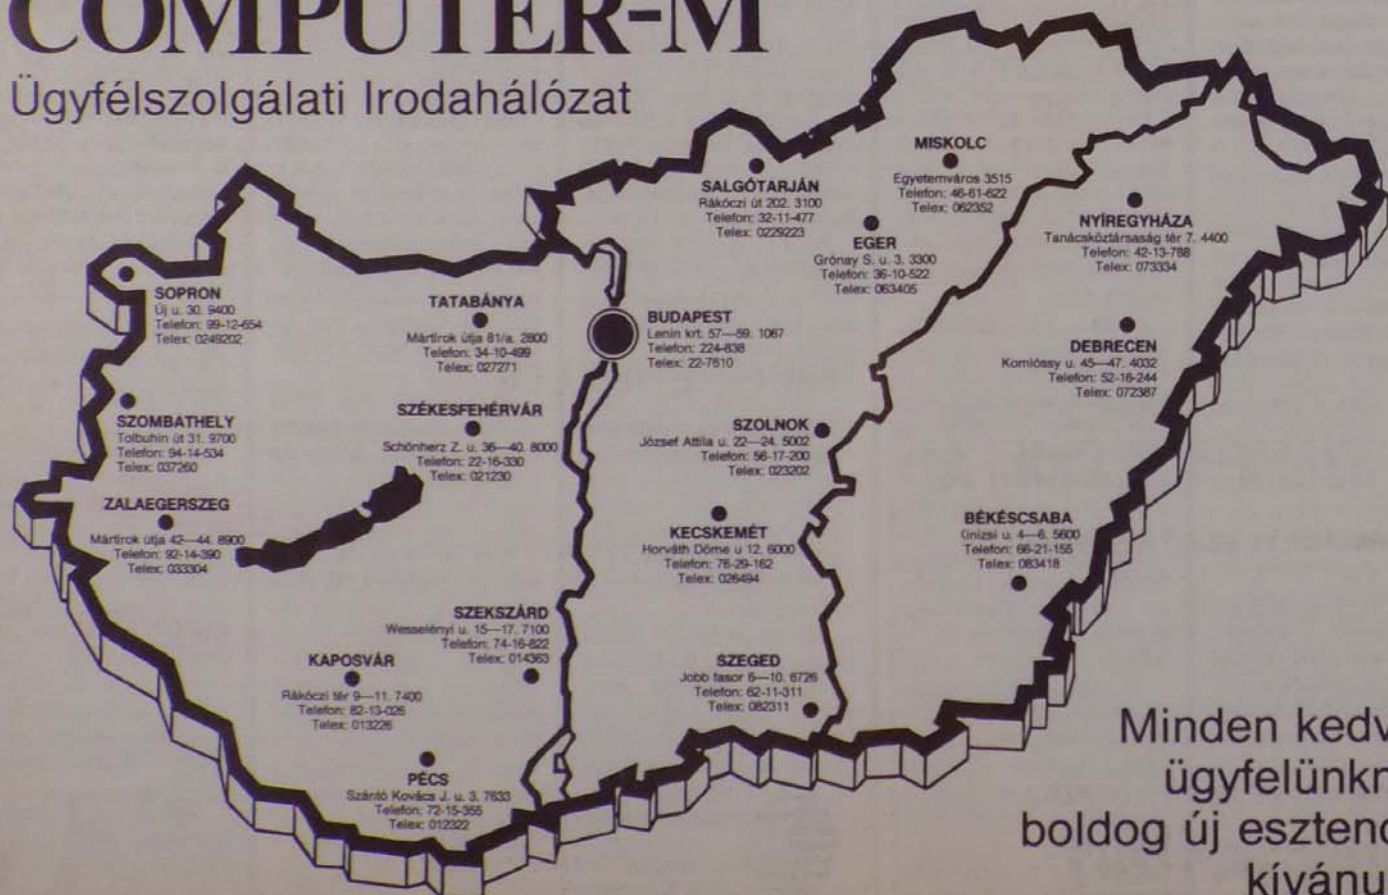 COMPUTER-M
Ügyfélszolgálati Irodahálózat
SALGÓTARJÁN
Rákóczi út 202. 3100
Telefon: 32-11-477
Telex: 0229223
MISKOLC
Egyetemváros 3515
Telefon: 46-61-622
Telex: 062352
EGER
Grónay S. u. 3. 3300
Telefon: 36-10-522
Telex: 063405
NYÍREGYHÁZA
Tanácsköztársaság tér 7. 4400
Telefon: 42-13-788
Telex: 073334
SOPRON
Új u. 30. 9400
Telefon: 99-12-654
Telex: 0249202
TATABÁNYA
Mártírok útja 81/a. 2800
Telefon: 34-10-499
Telex: 027271
BUDAPEST
Lenin krt. 57—59. 1067
Telefon: 224-838
Telex: 22-7610
DEBRECEN
Komlóssy u. 45—47. 4032
Telefon: 52-16-244
Telex: 072387
SZOMBATHELY
Tolbuhin út 31. 9700
Telefon: 94-14-534
Telex: 037260
SZÉKESFEHÉRVÁR
Schönherz Z. u. 36—40. 8000
Telefon: 22-16-330
Telex: 021230
SZOLNOK
József Attila u. 22—24. 5002
Telefon: 56-17-200
Telex: 023202
ZALAEGERSZEG
Mártírok útja 42—44. 8900
Telefon: 92-14-390
Telex: 033304
KECSKEMÉT
Horváth Döme u 12. 6000
Telefon: 76-29-162
Telex: 026494
BÉKÉSCSABA
u. 4—6. 5600
Telefon: 66-21-155
Telex: 083418
SZEKSZÁRD
Wesselényi u. 15—17. 7100
Telefon: 74-16-822
Telex: 014363
KAPOSVÁR
Rákóczi tér 9—11. 7400
Telefon: 82-13-026
Telex: 013226
SZEGED
Jobb fasor 6—10. 6726
Telefon: 62-11-311
Telex: 082311
PÉCS
Szántó Kovács J. u. 3. 7633
Telefon: 72-15-355
Telex: 012322
Minden kedv
ügyfelünkn
boldog új eszten
kívánu